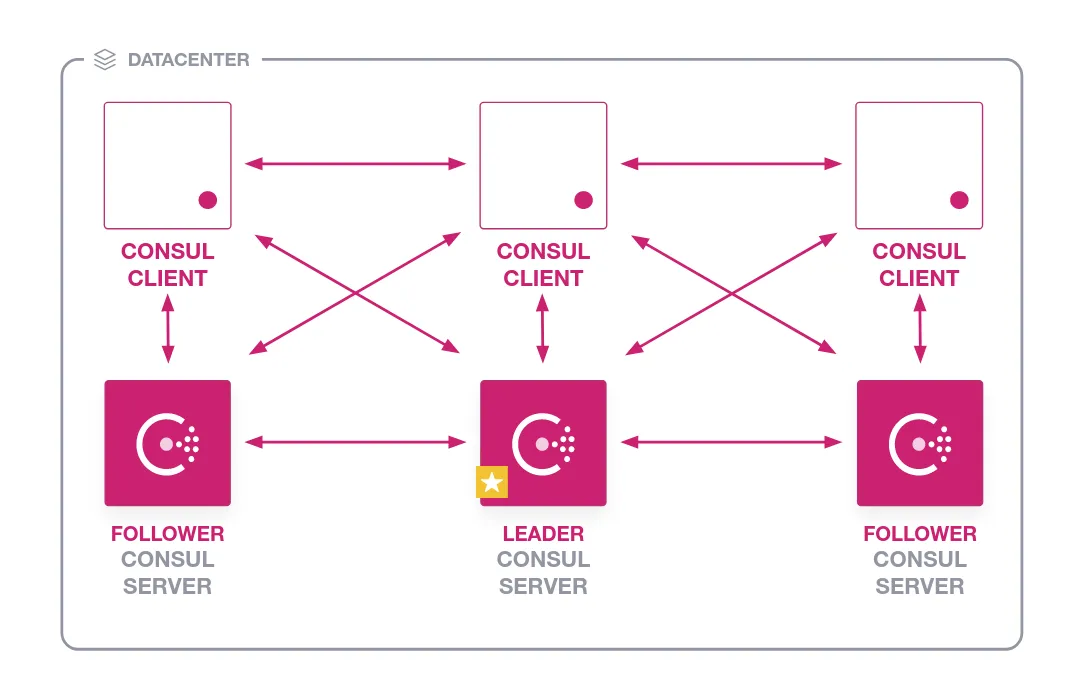 DATACENTER
CONSUL
CLIENT
CONSUL
CLIENT
CONSUL
CLIENT
FOLLOWER
CONSUL
SERVER
LEADER
CONSUL
SERVER
FOLLOWER
CONSUL
SERVER